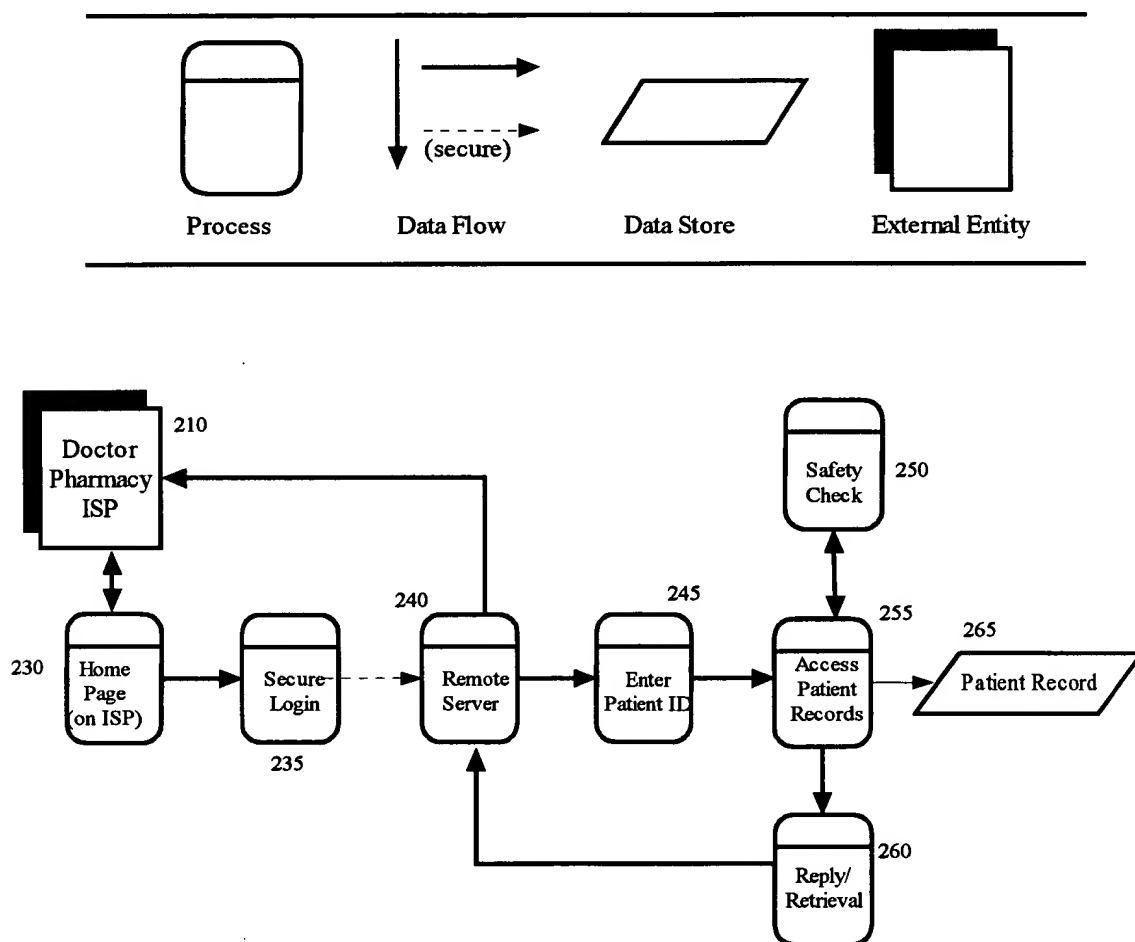 (secure)
Process
Data Flow
Data Store
External Entity
210
Doctor
Pharmacy
ISP
Safety
Check
250
230
Home
Page
(on ISP)
Secure
Login
235
240
Remote
Server
245
Enter
Patient ID
255
Access
Patient
Records
265
Patient Record
260
Reply/
Retrieval